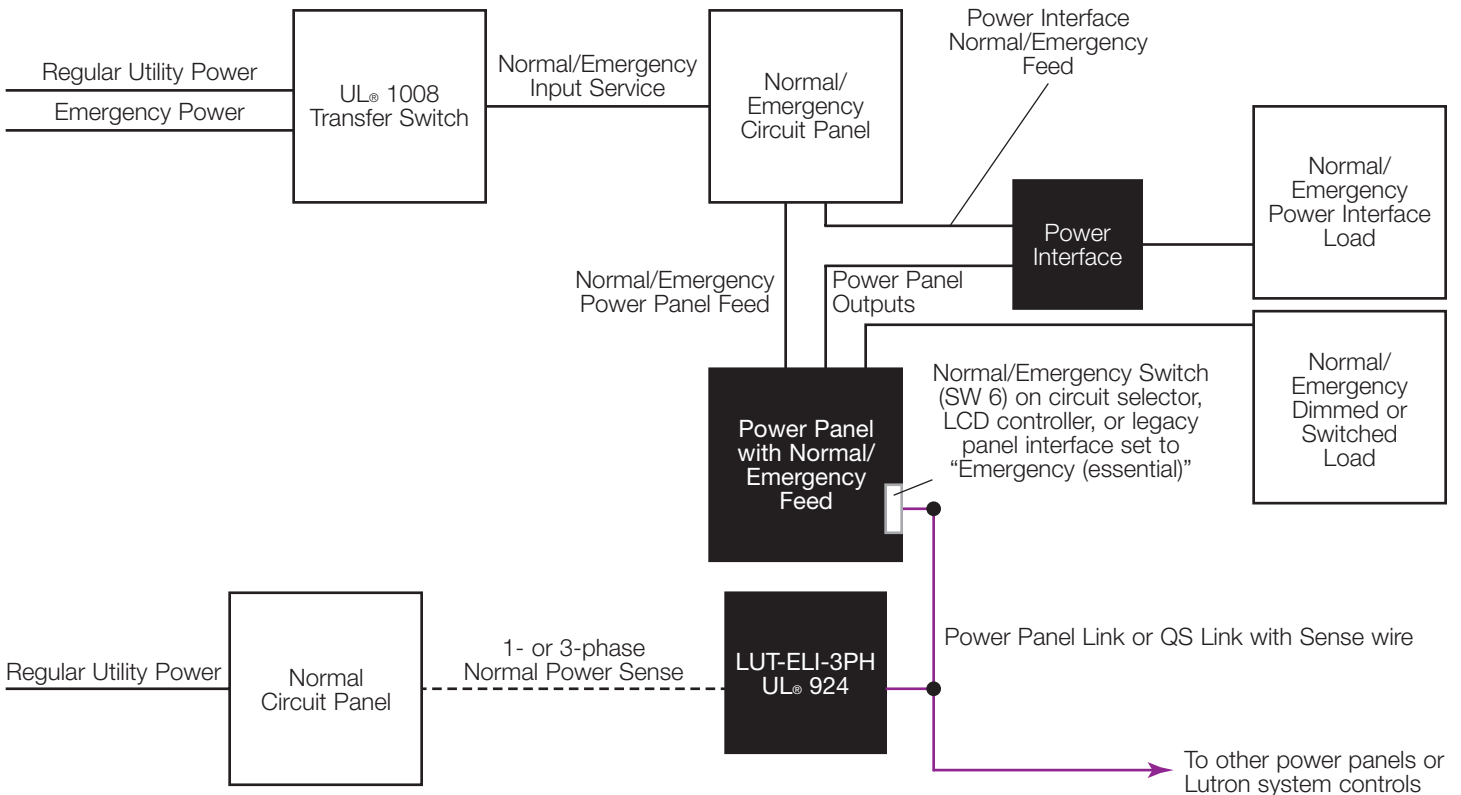 Regular Utility Power
Emergency Power
UL® 1008
Transfer Switch
Normal/Emergency
Input Service
Normal/
Emergency
Circuit Panel
Power Interface
Normal/Emergency
Feed
Power
Interface
Normal/
Emergency
Power Interface
Load
Normal/Emergency
Power Panel Feed
Power Panel
Outputs
Normal/
Emergency
Dimmed or
Switched
Load
Power Panel
with Normal/
Emergency
Feed
Normal/Emergency Switch
(SW 6) on circuit selector,
LCD controller, or legacy
panel interface set to
“Emergency (essential)”
Regular Utility Power
Normal
Circuit Panel
1- or 3-phase
Normal Power Sense
LUT-ELI-3PH
UL® 924
Power Panel Link or QS Link with Sense wire
To other power panels or
Lutron system controls